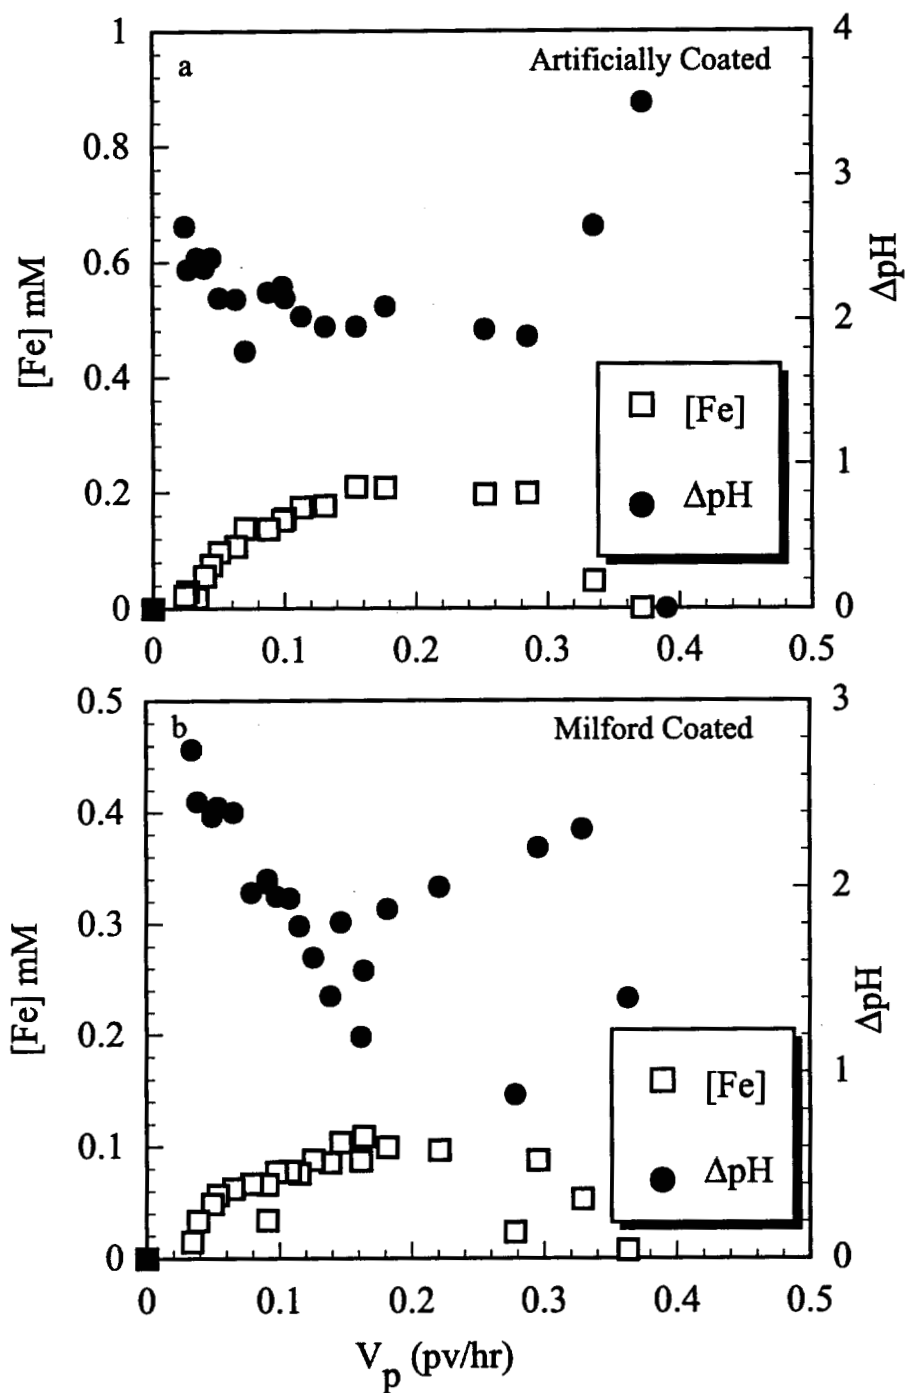 1
4
a
Artificially Coated
0.8
3
0.6
[Fe] mM
ΔpH
2
0.4
[Fe]
1
0.2
ΔpH
0
0
0 0.1 0.2 0.3 0.4 0.5
0.5
3
b
Milford Coated
0.4
2
0.3
[Fe] mM
ΔpH
0.2
[Fe]
1
0.1
ΔpH
0
0
0 0.1 0.2 0.3 0.4 0.5
Vp (pv/hr)